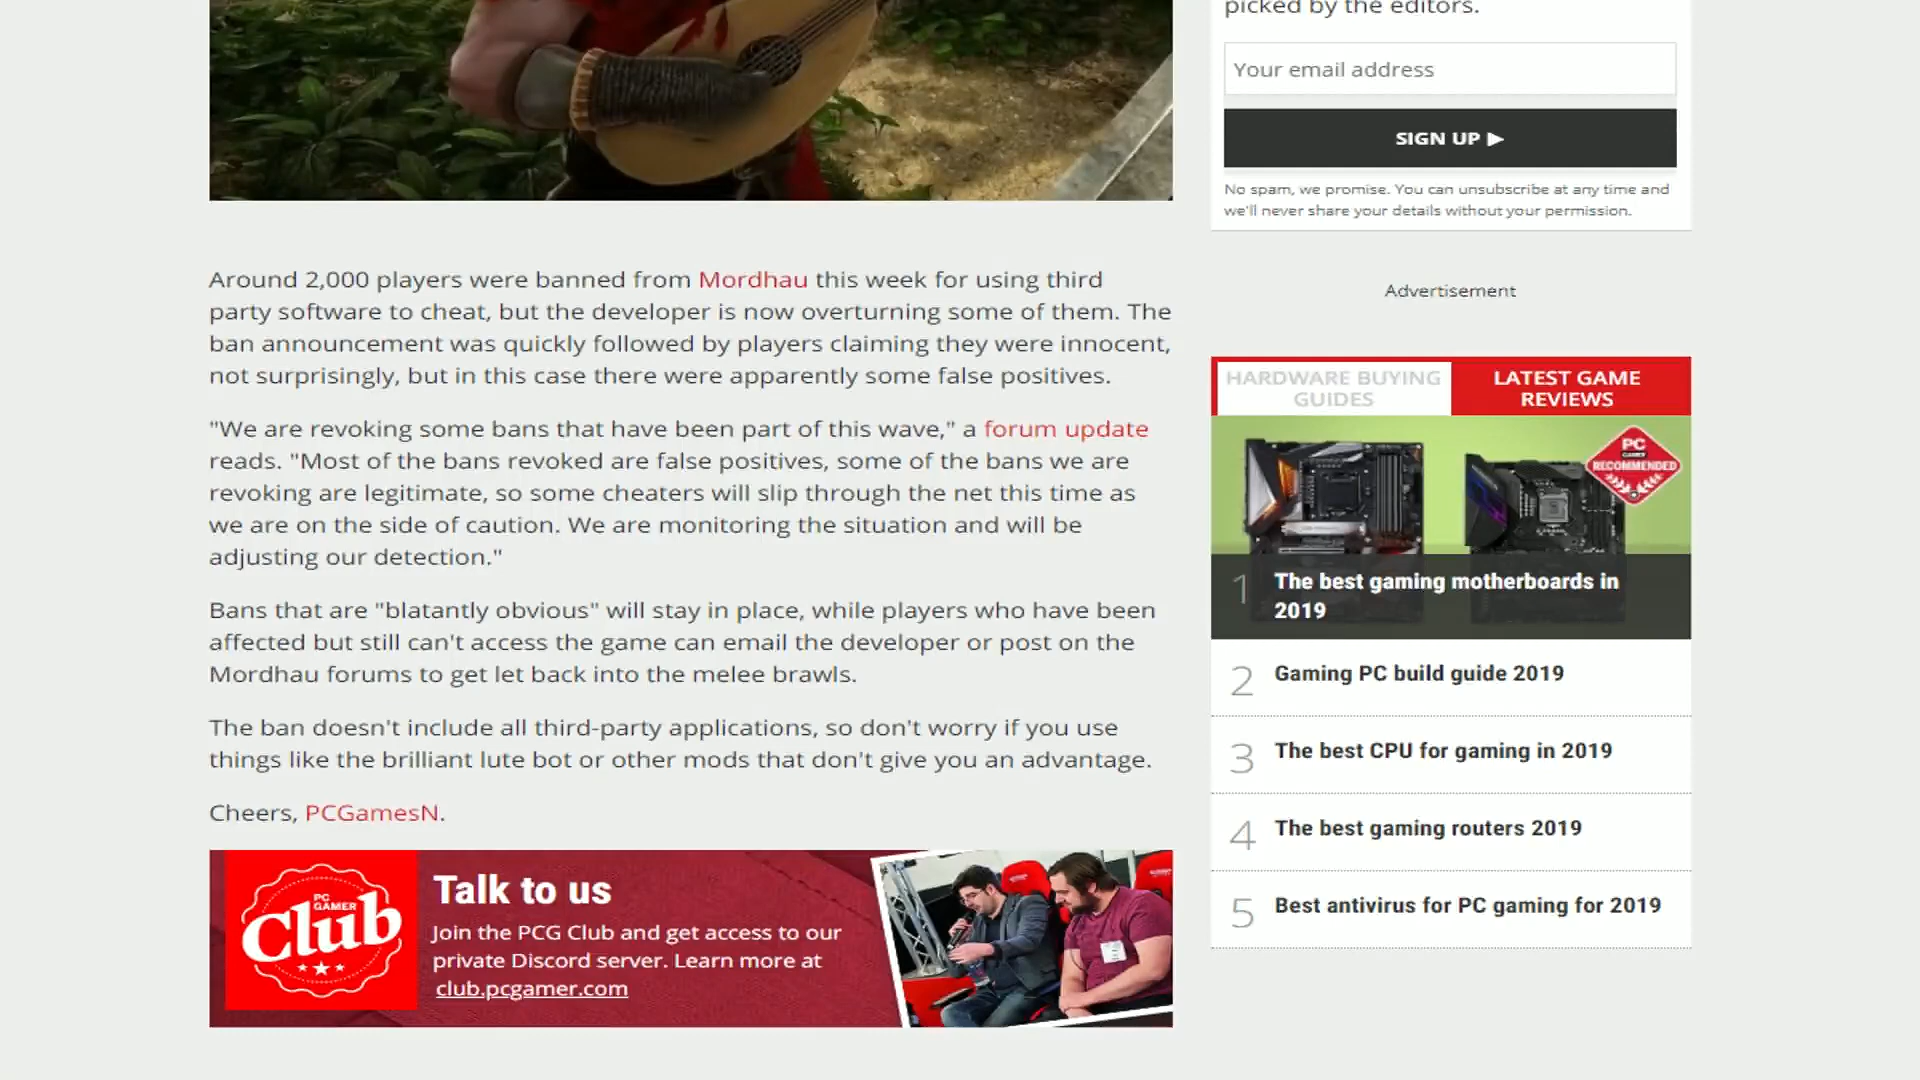 picked by the editors.
Your email address
SIGN UP ▶
No spam, we promise. You can unsubscribe at any time and
we'll never share your details without your permission.
Around 2,000 players were banned from Mordhau this week for using third
party software to cheat, but the developer is now overturning some of them. The
ban announcement was quickly followed by players claiming they were innocent,
not surprisingly, but in this case there were apparently some false positives.
"We are revoking some bans that have been part of this wave," a forum update
reads. "Most of the bans revoked are false positives, some of the bans we are
revoking are legitimate, so some cheaters will slip through the net this time as
we are on the side of caution. We are monitoring the situation and will be
adjusting our detection."
Bans that are "blatantly obvious" will stay in place, while players who have been
affected but still can't access the game can email the developer or post on the
Mordhau forums to get let back into the melee brawls.
The ban doesn't include all third-party applications, so don't worry if you use
things like the brilliant lute bot or other mods that don't give you an advantage.
Cheers, PCGamesN.
PC
GAMER
Club
Talk to us
Join the PCG Club and get access to our
private Discord server. Learn more at
club.pcgamer.com
Advertisement
HARDWARE BUYING
GUIDES
LATEST GAME
REVIEWS
PC
GAMER
RECOMMENDED
1 The best gaming motherboards in
2019
2 Gaming PC build guide 2019
3 The best CPU for gaming in 2019
4 The best gaming routers 2019
5 Best antivirus for PC gaming for 2019